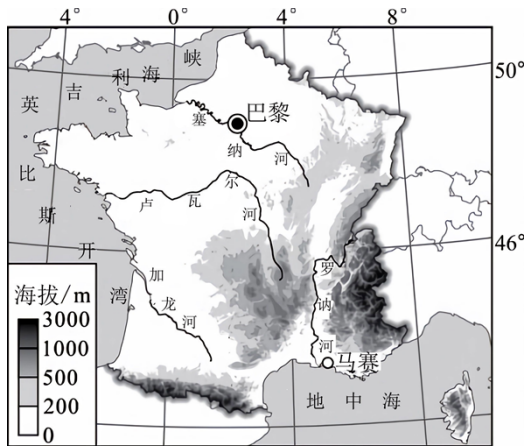 4°
0°
4°
8°
50°
46°
英吉利海峡
比斯开湾
塞纳河
巴黎
卢瓦尔河
加龙河
罗讷河
马赛
地中海
海拔/m
3000
1000
500
200
0